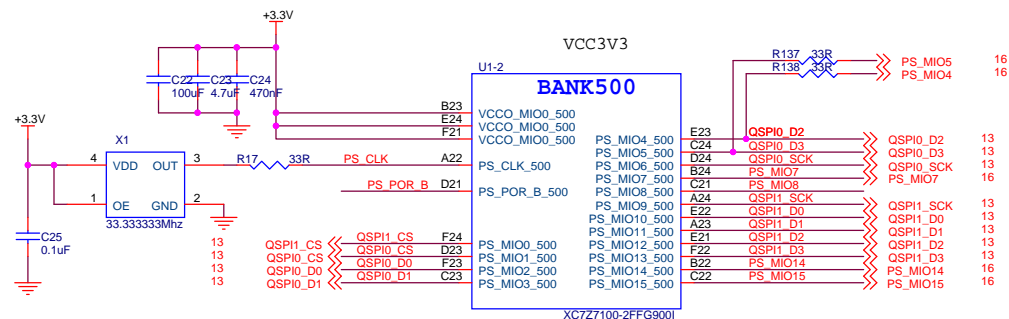 +3.3V
VCC3V3
U1-2
BANK500
C22
100uF
C23
4.7uF
C24
470nF
R137 33R
R138 33R
PS_MIO5 16
PS_MIO4 16
+3.3V
X1
4 VDD OUT 3
1 OE GND 2
33.333333Mhz
C25
0.1uF
R17 33R PS_CLK
PS_POR_B
B23 VCCO_MIO0_500
E24 VCCO_MIO0_500
F21 VCCO_MIO0_500
A22 PS_CLK_500
D21 PS_POR_B_500
13 QSPI1_CS QSPI1_CS F24 PS_MIO0_500
13 QSPI0_CS QSPI0_CS D23 PS_MIO1_500
13 QSPI0_D0 QSPI0_D0 F23 PS_MIO2_500
13 QSPI0_D1 QSPI0_D1 C23 PS_MIO3_500
PS_MIO4_500 E23 QSPI0_D2 QSPI0_D2 13
PS_MIO5_500 C24 QSPI0_D3 QSPI0_D3 13
PS_MIO6_500 D24 QSPI0_SCK QSPI0_SCK 13
PS_MIO7_500 B24 PS_MIO7 PS_MIO7 16
PS_MIO8_500 C21 PS_MIO8
PS_MIO9_500 A24 QSPI1_SCK QSPI1_SCK 13
PS_MIO10_500 E22 QSPI1_D0 QSPI1_D0 13
PS_MIO11_500 A23 QSPI1_D1 QSPI1_D1 13
PS_MIO12_500 E21 QSPI1_D2 QSPI1_D2 13
PS_MIO13_500 F22 QSPI1_D3 QSPI1_D3 13
PS_MIO14_500 B22 PS_MIO14 PS_MIO14 16
PS_MIO15_500 C22 PS_MIO15 PS_MIO15 16
XC7Z7100-2FFG900I